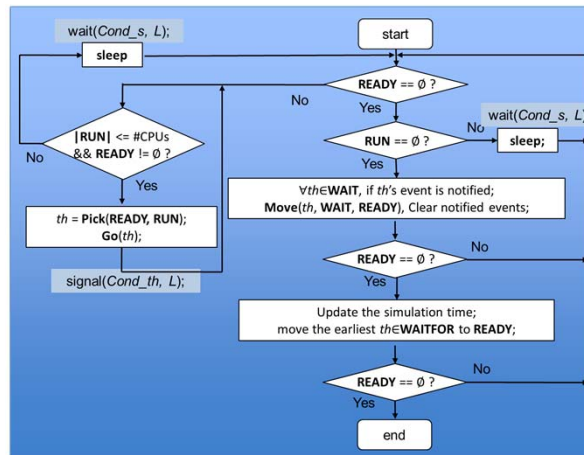 wait(Cond_s, L);
start
sleep
READY == Ø ?
No
Yes
wait(Cond_s, L);
|RUN| <= #CPUs
&& READY != Ø ?
RUN == Ø ?
No
sleep;
No
Yes
Yes
∀th∈WAIT, if th's event is notified;
Move(th, WAIT, READY), Clear notified events;
th = Pick(READY, RUN);
Go(th);
READY == Ø ?
No
signal(Cond_th, L);
Yes
Update the simulation time;
move the earliest th∈WAITFOR to READY;
READY == Ø ?
No
Yes
end